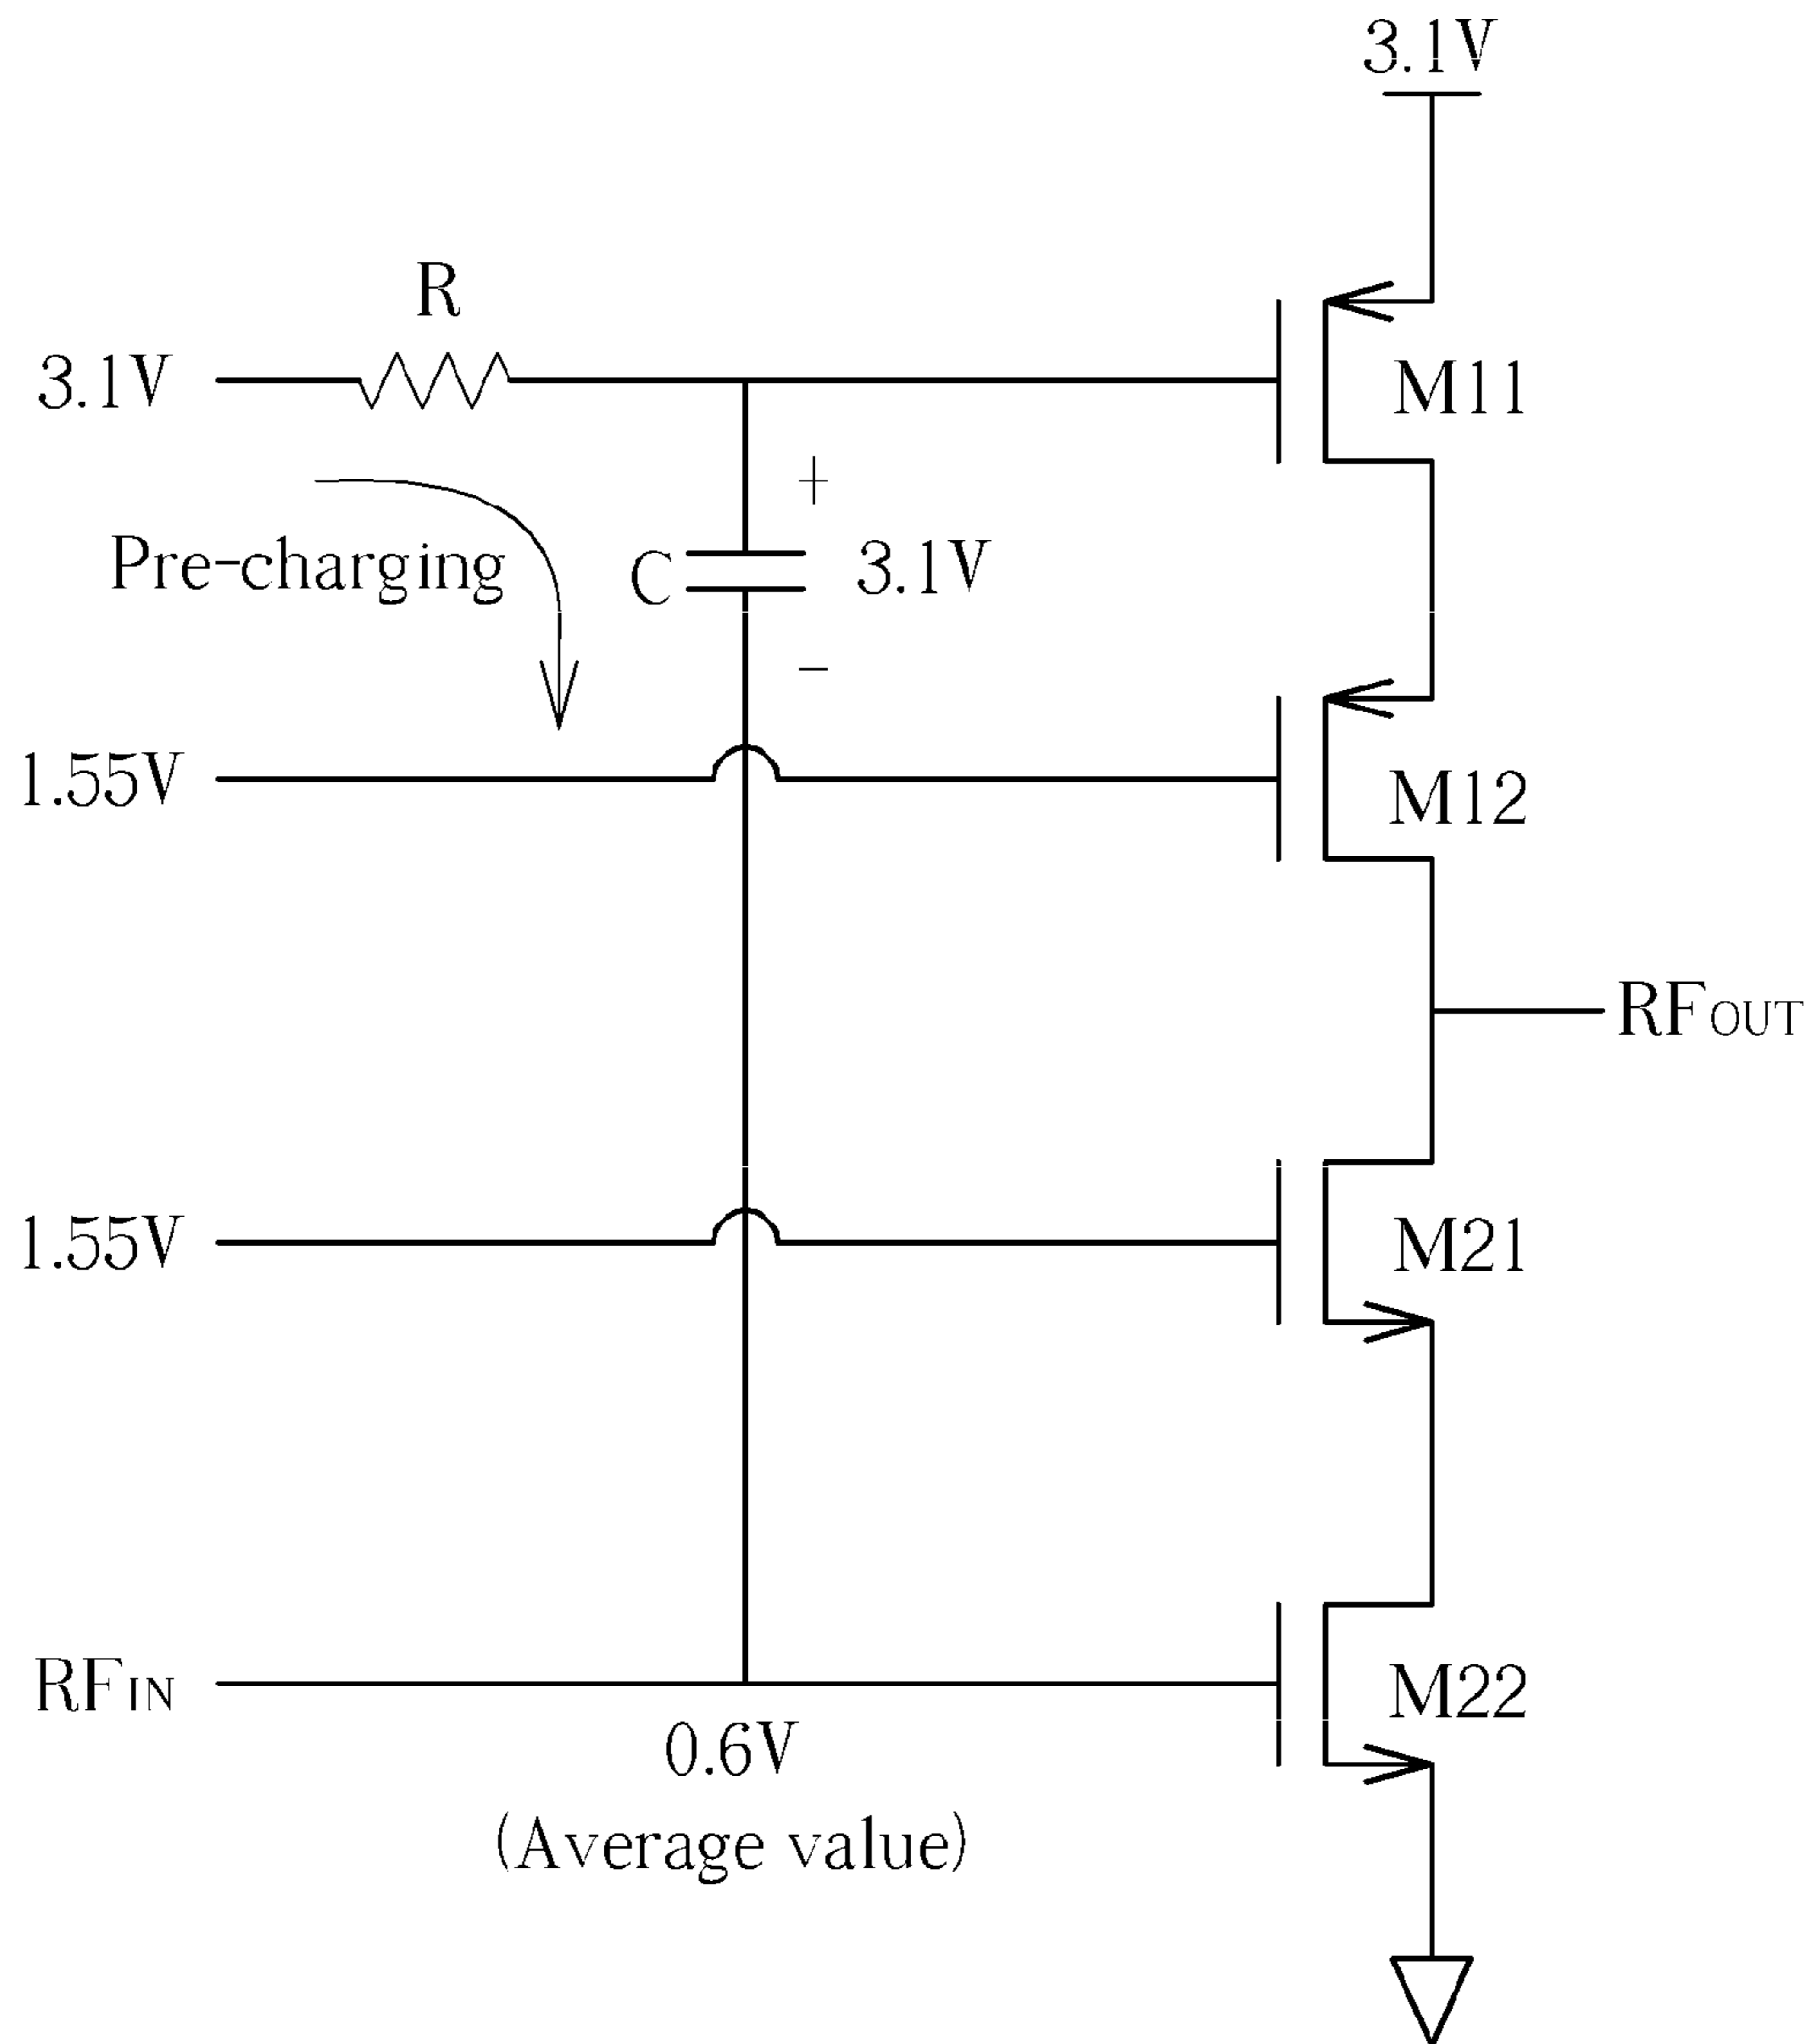 3.1V
R
3.1V
M11
+
Pre-charging
C
3.1V
−
1.55V
M12
RFOUT
1.55V
M21
RFIN
M22
0.6V
(Average value)